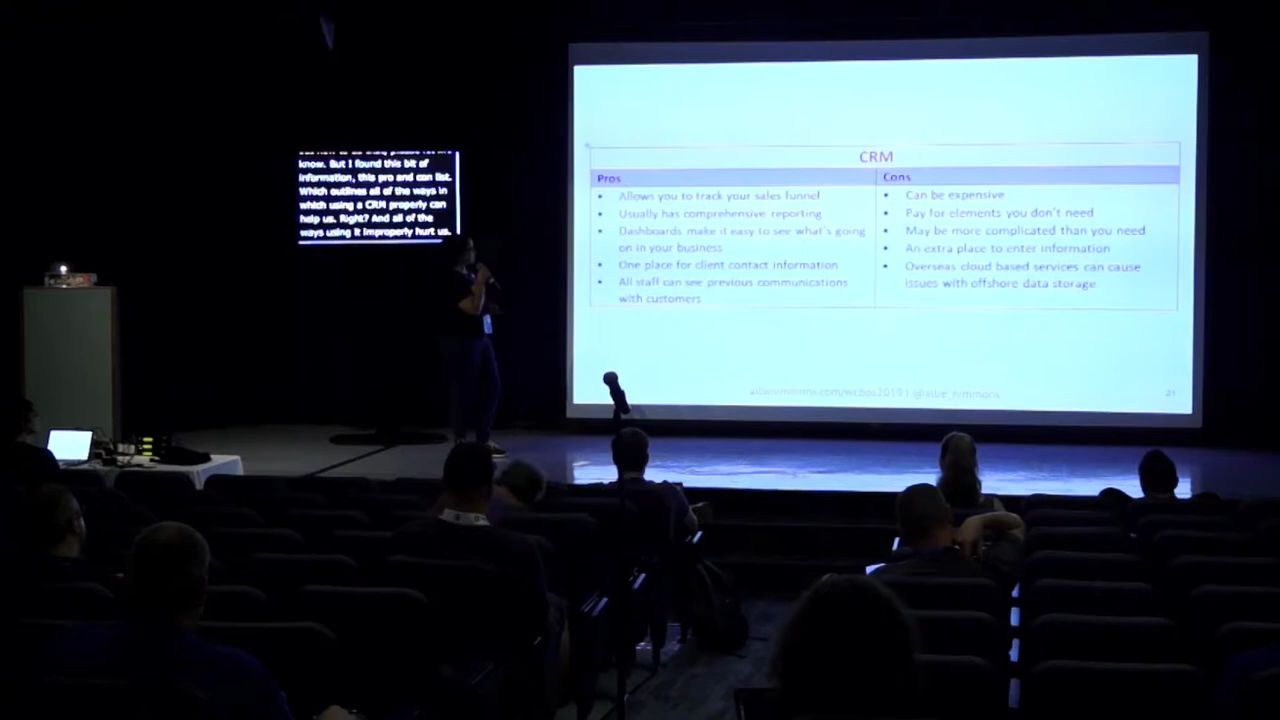 know. But I found this bit of
information, this pro and con list.
Which outlines all of the ways in
which using a CRM properly can
help us. Right? And all of the
ways using it improperly hurt us.
CRM
Pros
• Allows you to track your sales funnel
• Usually has comprehensive reporting
• Dashboards make it easy to see what's going
on in your business
• One place for client contact information
• All staff can see previous communications
with customers
Cons
• Can be expensive
• Pay for elements you don't need
• May be more complicated than you need
• An extra place to enter information
• Overseas cloud based services can cause
issues with offshore data storage
allienimmons.com/wcbos2019 | @allie_nimmons
21